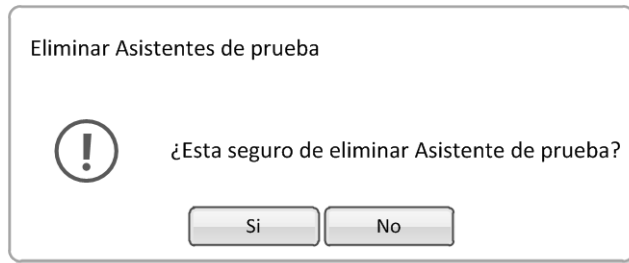 Eliminar Asistentes de prueba
¿Esta seguro de eliminar Asistente de prueba?
Si
No